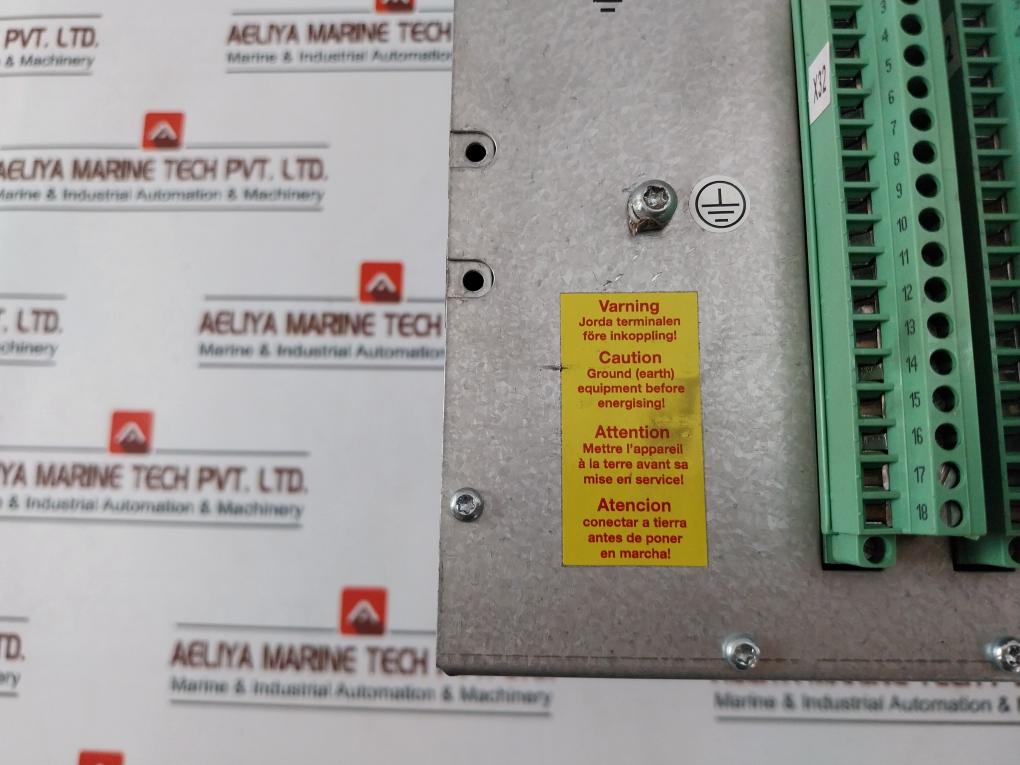 PVT. LTD.
& Machinery
AELIYA MARINE TECH
Marine & Industrial Automation
AELIYA MARINE TECH PVT. LTD.
Marine & Industrial Automation & Machinery
LTD.
AELIYA MARINE TECH
Marine & Industrial Automation
AELIYA MARINE TECH PVT. LTD.
Marine & Industrial Automation & Machinery
AELIYA MARINE TECH
Marine & Industrial Automation & Machinery
Marine & Industrial Automation &
Varning
Jorda terminalen
före inkoppling!
Caution
Ground (earth)
equipment before
energising!
Attention
Mettre l'appareil
à la terre avant sa
mise en service!
Atencion
conectar a tierra
antes de poner
en marcha!
X32
3
4
5
6
7
8
9
10
11
12
13
14
15
16
17
18